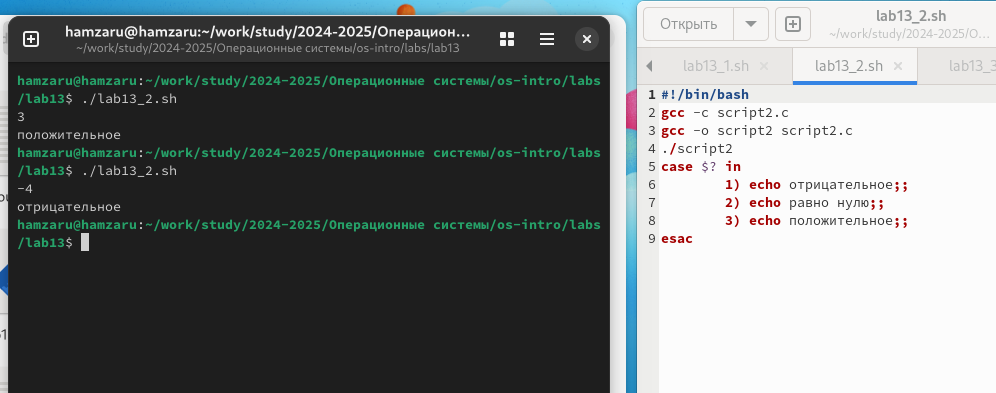 hamzaru@hamzaru:~/work/study/2024-2025/Операцион...
~/work/study/2024-2025/Операционные системы/os-intro/labs/lab13
hamzaru@hamzaru:~/work/study/2024-2025/Операционные системы/os-intro/labs
/lab13$ ./lab13_2.sh
3
положительное
hamzaru@hamzaru:~/work/study/2024-2025/Операционные системы/os-intro/labs
/lab13$ ./lab13_2.sh
-4
отрицательное
hamzaru@hamzaru:~/work/study/2024-2025/Операционные системы/os-intro/labs
/lab13$
Открыть
lab13_2.sh
~/work/study/2024-2025/О...
lab13_1.sh
lab13_2.sh
lab13_3
1 #!/bin/bash
2 gcc -c script2.c
3 gcc -o script2 script2.c
4 ./script2
5 case $? in
6 1) echo отрицательное;;
7 2) echo равно нулю;;
8 3) echo положительное;;
9 esac